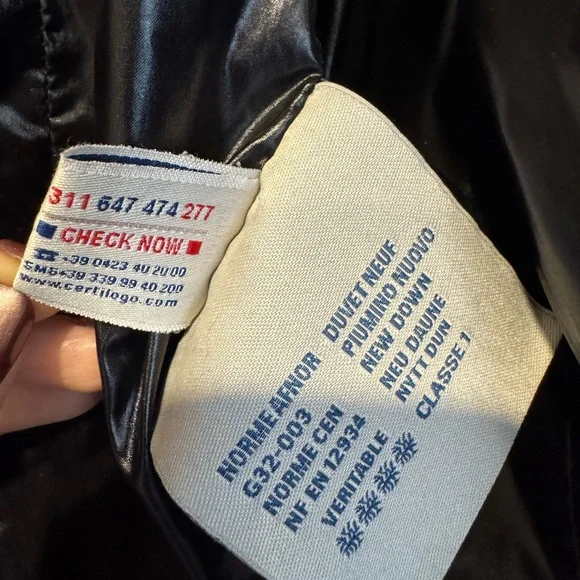 311 647 474 277
CHECK NOW
+39 0423 40 20 00
SMS+39 339 99 40 200
www.certilogo.com
NORME AFNOR
G32-003
NORME CEN
NF EN 12934
VERITABLE
DUVET NEUF
PIUMINO NUOVO
NEW DOWN
NEU DAUNE
NYTT DUN
CLASSE 1